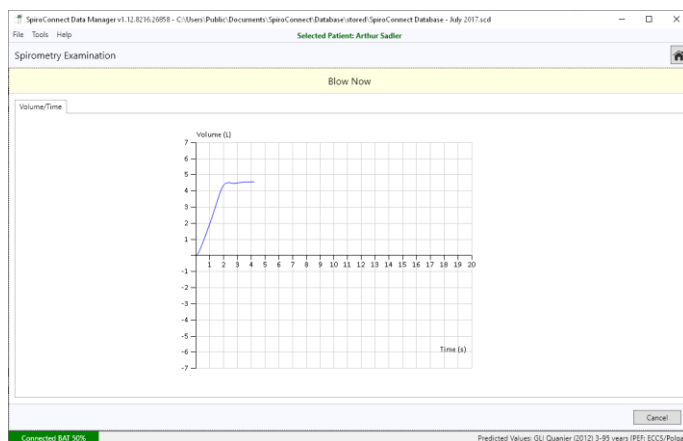 SpiroConnect Data Manager v1.12.8216.26858 - C:\Users\Public\Documents\SpiroConnect\Database\stored\SpiroConnect Database - July 2017.scd
File Tools Help
Selected Patient: Arthur Sadler
Spirometry Examination
Blow Now
Volume/Time
Volume (L)
7
6
5
4
3
2
1
1 2 3 4 5 6 7 8 9 10 11 12 13 14 15 16 17 18 19 20
-1
-2
-3
-4
-5
-6
-7
Time (s)
Cancel
Connected BAT 50%
Predicted Values: GLI Quanjer (2012) 3-95 years (PEF: ECCS/Polgar